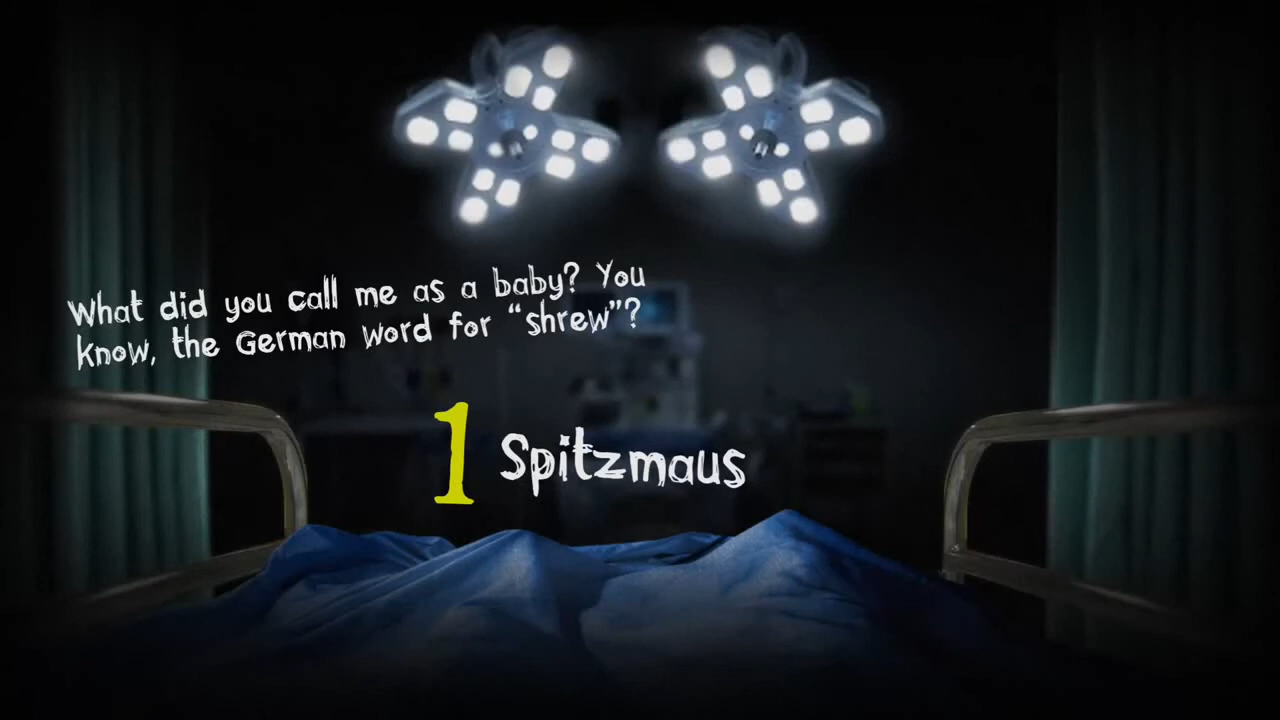 What did you call me as a baby? You
know, the German word for “shrew”?
1 Spitzmaus